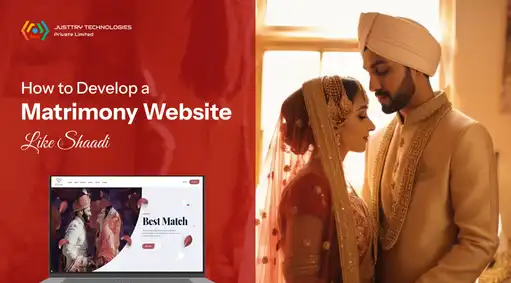 JUSTTRY TECHNOLOGIES
Private Limited
How to Develop a
Matrimony Website
Like Shaadi
Best Match